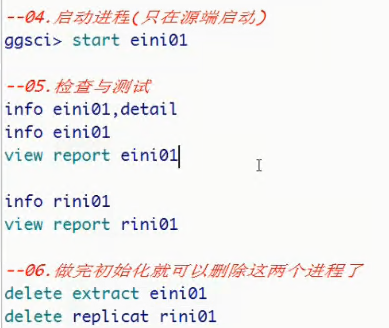 --04.启动进程(只在源端启动)
ggsci> start eini01
--05.检查与测试
info eini01,detail
info eini01
view report eini01
info rini01
view report rini01
--06.做完初始化就可以删除这两个进程了
delete extract eini01
delete replicat rini01